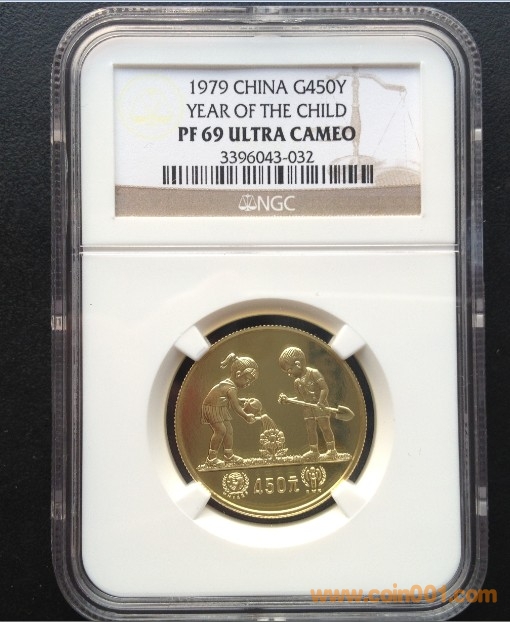 1979 CHINA G450Y
YEAR OF THE CHILD
PF 69 ULTRA CAMEO
3396043-032
NGC
450元
www.coin001.com